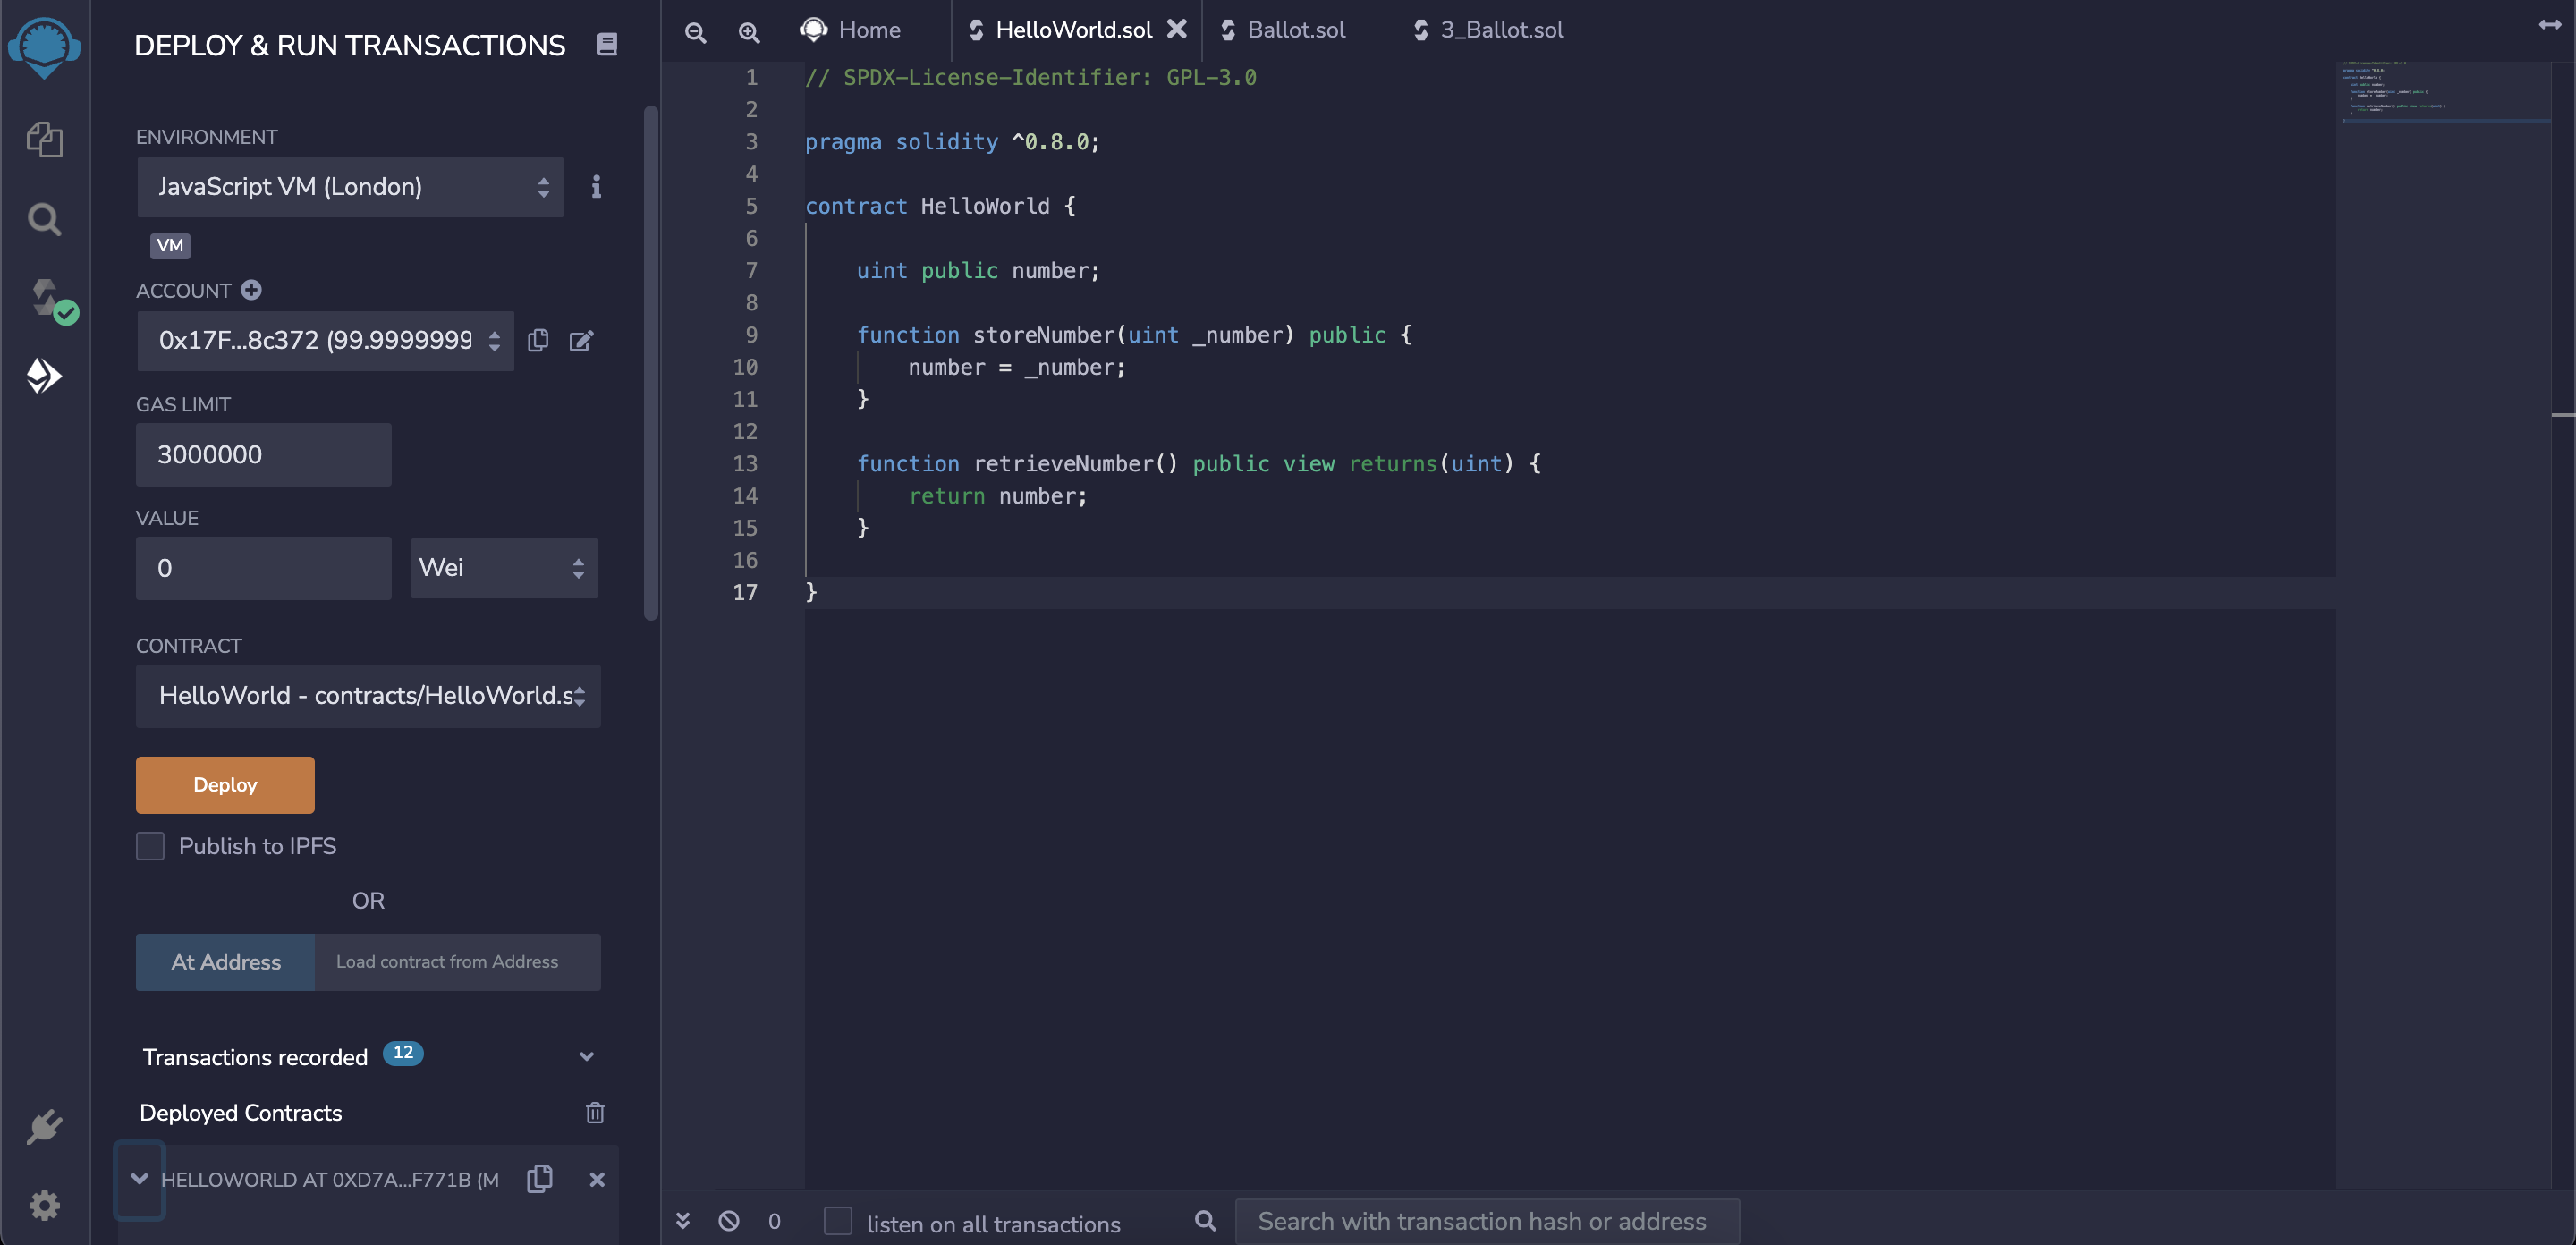 DEPLOY & RUN TRANSACTIONS
ENVIRONMENT
JavaScript VM (London)
VM
ACCOUNT
0x17F...8c372 (99.9999999
GAS LIMIT
3000000
VALUE
0
Wei
CONTRACT
HelloWorld - contracts/HelloWorld.s
Deploy
Publish to IPFS
OR
At Address
Load contract from Address
Transactions recorded 12
Deployed Contracts
HELLOWORLD AT 0XD7A...F771B (M
Home
HelloWorld.sol
Ballot.sol
3_Ballot.sol
1 // SPDX-License-Identifier: GPL-3.0
2
3 pragma solidity ^0.8.0;
4
5 contract HelloWorld {
6
7 uint public number;
8
9 function storeNumber(uint _number) public {
10 number = _number;
11 }
12
13 function retrieveNumber() public view returns(uint) {
14 return number;
15 }
16
17 }
0
listen on all transactions
Search with transaction hash or address